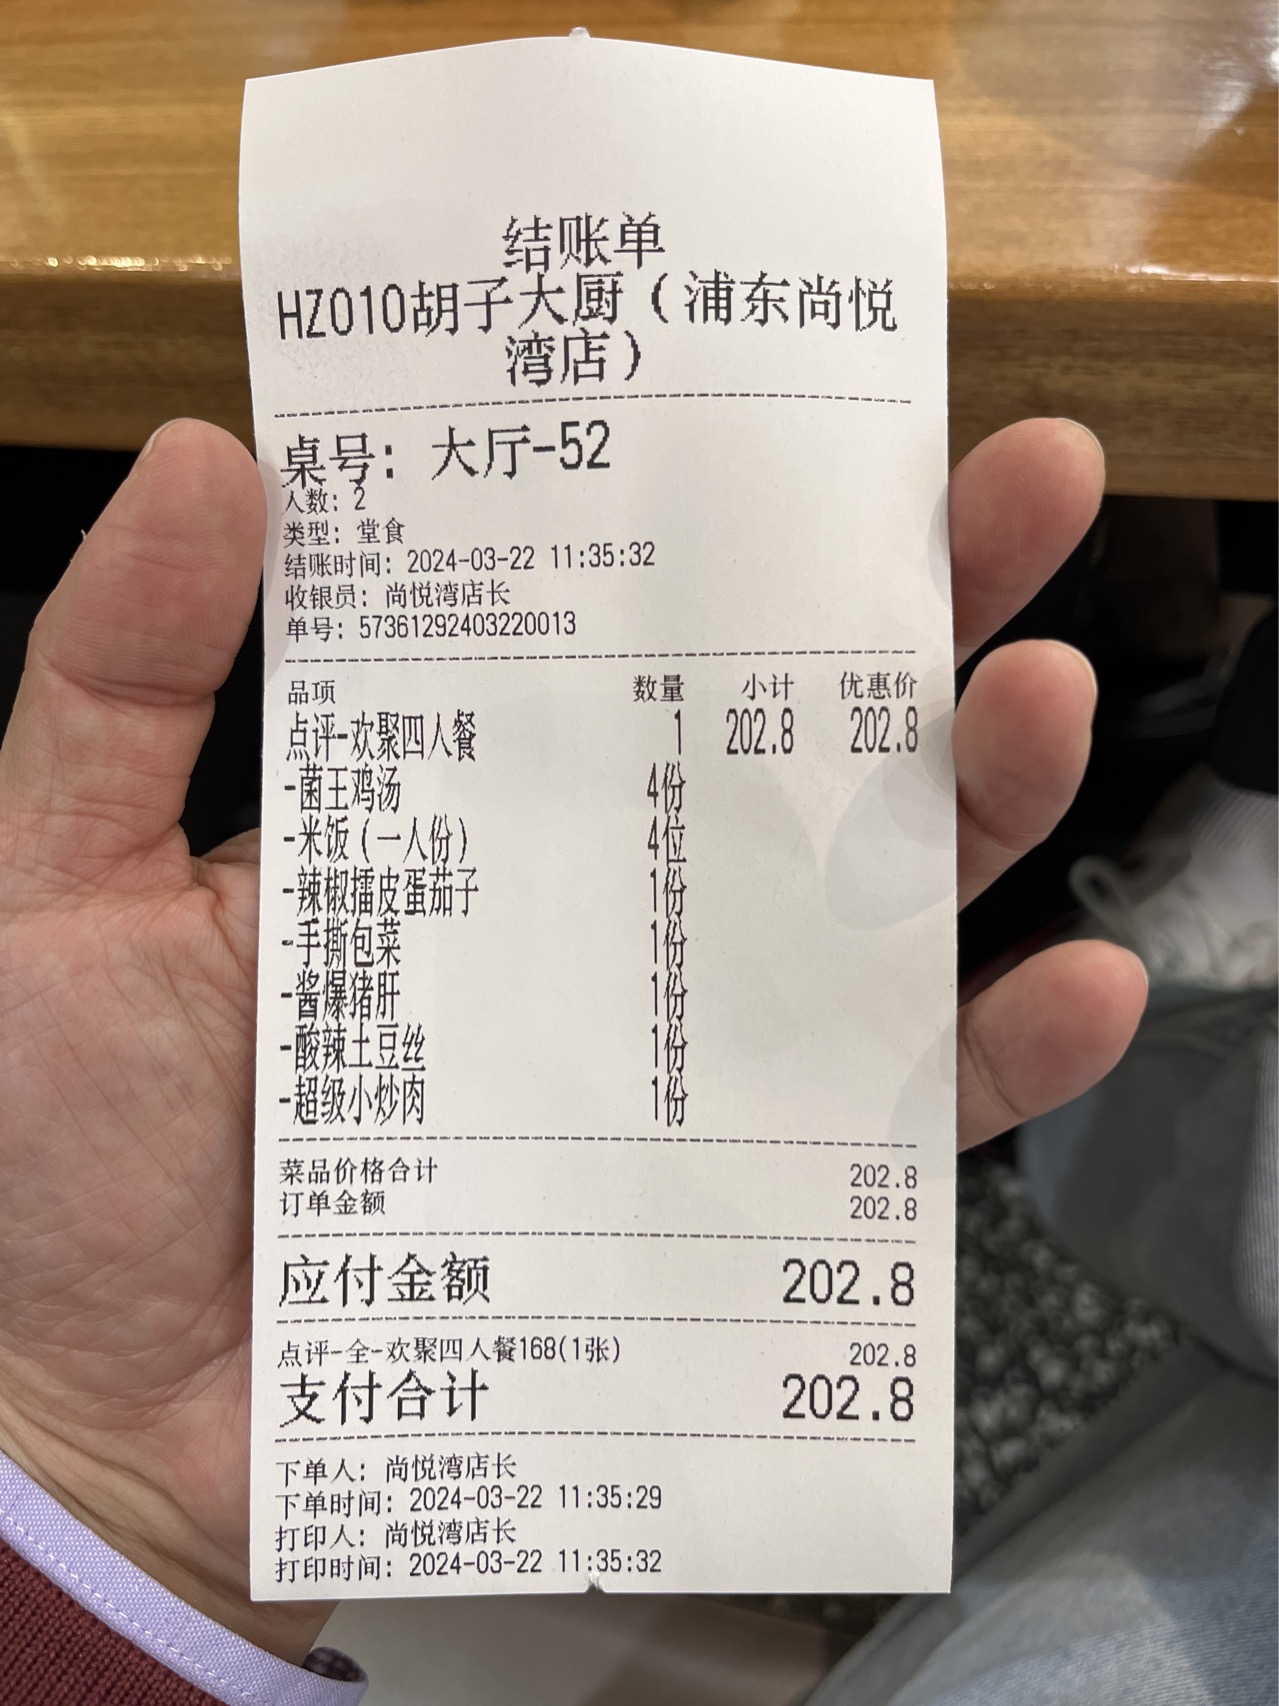 结账单
HZ010胡子大厨（浦东尚悦
湾店）
桌号：大厅-52
人数：2
类型：堂食
结账时间：2024-03-22 11:35:32
收银员：尚悦湾店长
单号：57361292403220013
品项 数量 小计 优惠价
点评-欢聚四人餐 1 202.8 202.8
-菌王鸡汤 4份
-米饭（一人份） 4位
-辣椒擂皮蛋茄子 1份
-手撕包菜 1份
-酱爆猪肝 1份
-酸辣土豆丝 1份
-超级小炒肉 1份
菜品价格合计 202.8
订单金额 202.8
应付金额 202.8
点评-全-欢聚四人餐168(1张) 202.8
支付合计 202.8
下单人：尚悦湾店长
下单时间：2024-03-22 11:35:29
打印人：尚悦湾店长
打印时间：2024-03-22 11:35:32